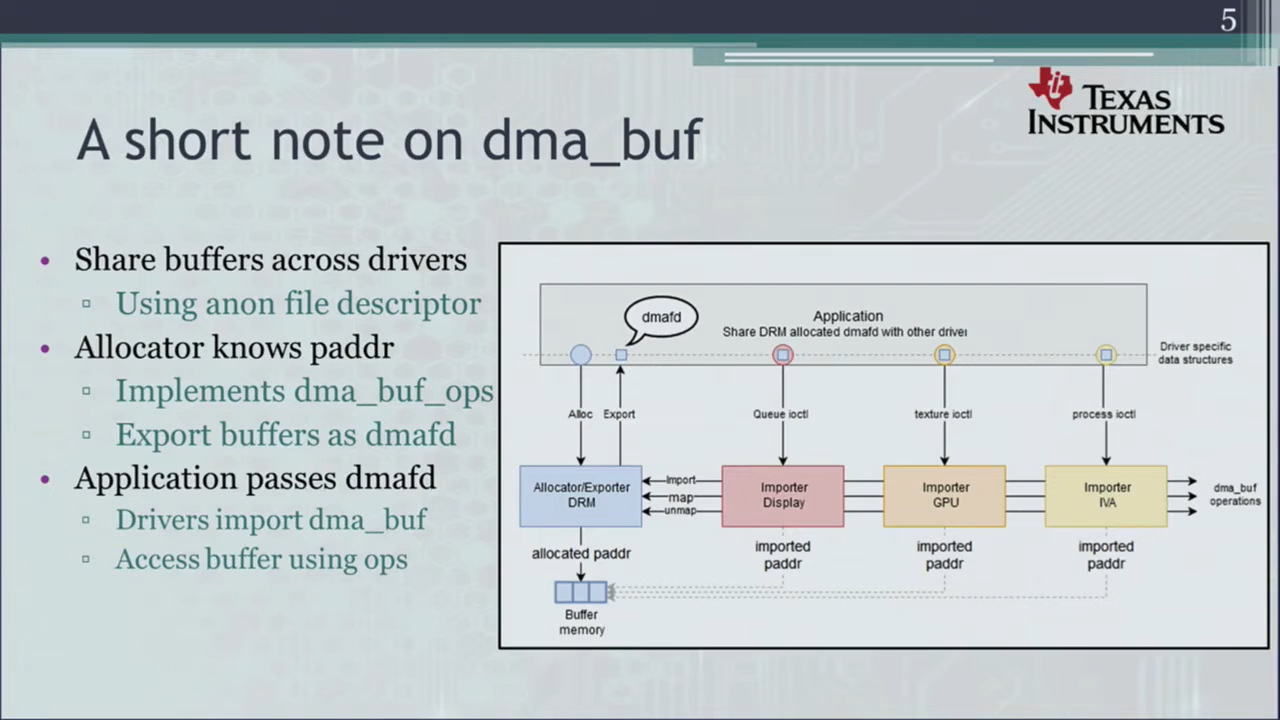 5
TEXAS
INSTRUMENTS
A short note on dma_buf
• Share buffers across drivers
▫ Using anon file descriptor
• Allocator knows paddr
▫ Implements dma_buf_ops
▫ Export buffers as dmafd
• Application passes dmafd
▫ Drivers import dma_buf
▫ Access buffer using ops
dmafd
Application
Share DRM allocated dmafd with other driver
Driver specific
data structures
Alloc
Export
Queue ioctl
texture ioctl
process ioctl
Allocator/Exporter
DRM
Import
map
unmap
Importer
Display
Importer
GPU
Importer
IVA
dma_buf
operations
allocated paddr
imported
paddr
imported
paddr
imported
paddr
Buffer
memory